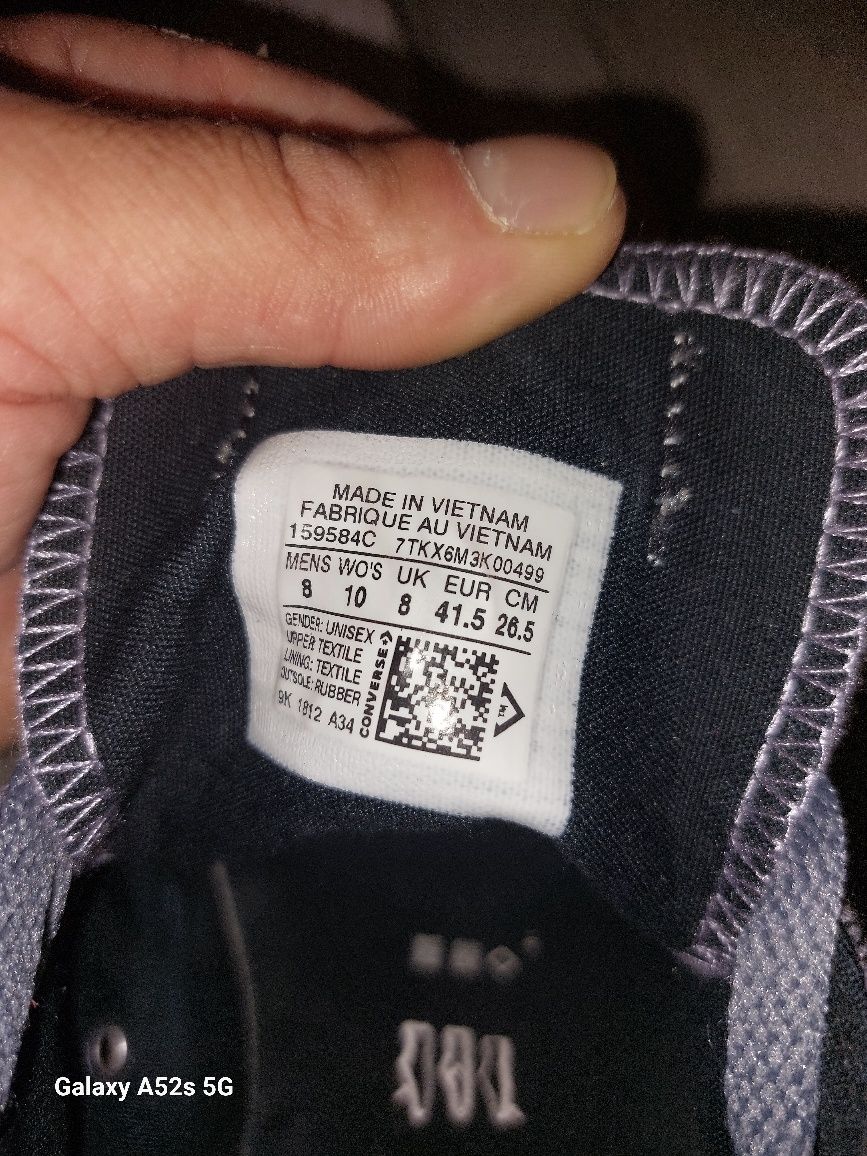 MADE IN VIETNAM
FABRIQUE AU VIETNAM
159584C 7TKX6M3K00499
MENS WO'S UK EUR CM
8 10 8 41.5 26.5
GENDER: UNISEX
UPPER TEXTILE
LINING: TEXTILE
OUTSOLE: RUBBER
9K 1812 A34
CONVERSE
TM
Galaxy A52s 5G